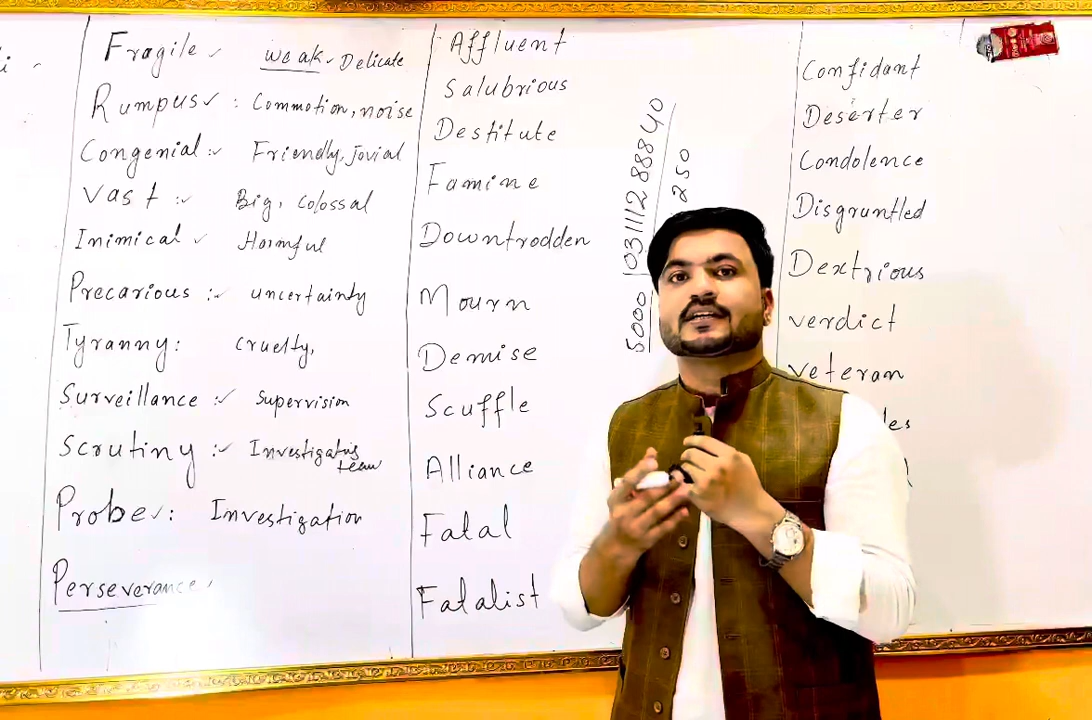 Fragile weak - Delicate
Rumpus : Commotion, noise
Congenial : Friendly, Jovial
Vast : Big, colossal
Inimical Harmful
Precarious : uncertainty
Tyranny: cruelty,
Surveillance : Supervision
Scrutiny : Investigating
team
Probe : Investigation
Perseverance
Affluent
Salubrious
Destitute
Famine
Downtrodden
Mourn
Demise
Scuffle
Alliance
Fatal
Fatalist
5000 03111288840
250
Confidant
Deserter
Condolence
Disgruntled
Dextrious
verdict
veteran